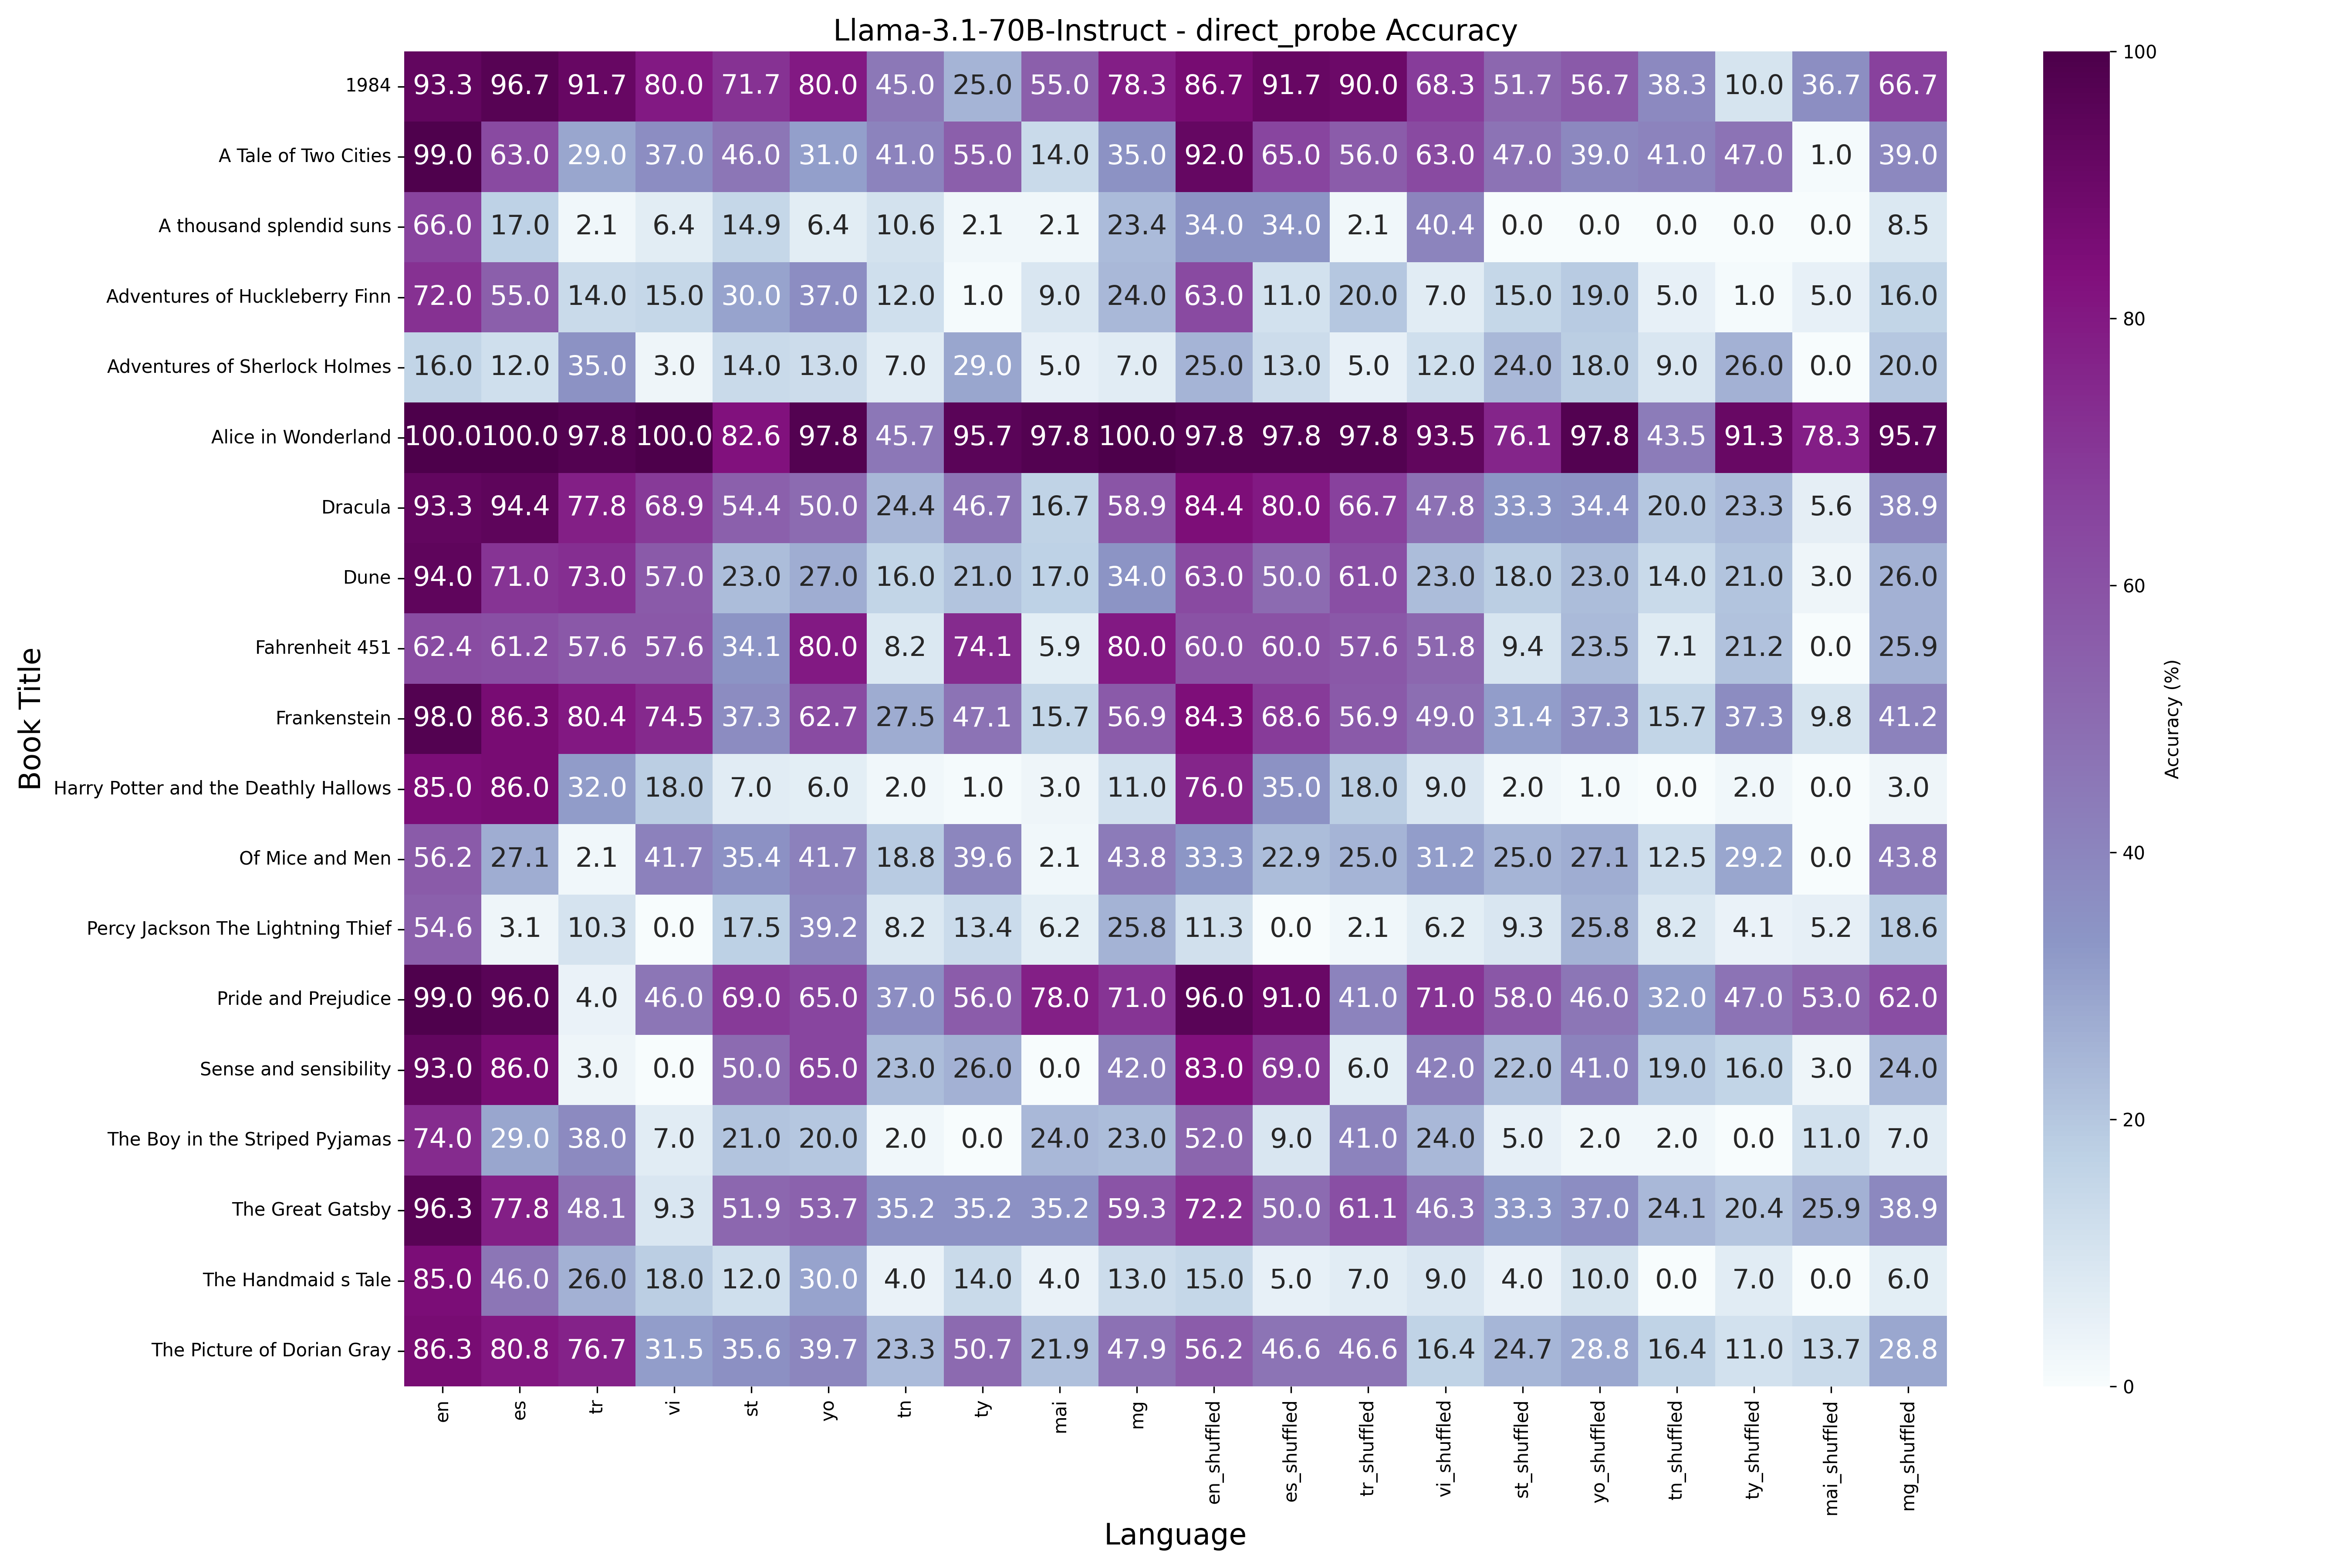 Llama-3.1-70B-Instruct - direct_probe Accuracy
1984 93.3 96.7 91.7 80.0 71.7 80.0 45.0 25.0 55.0 78.3 86.7 91.7 90.0 68.3 51.7 56.7 38.3 10.0 36.7 66.7
A Tale of Two Cities 99.0 63.0 29.0 37.0 46.0 31.0 41.0 55.0 14.0 35.0 92.0 65.0 56.0 63.0 47.0 39.0 41.0 47.0 1.0 39.0
A thousand splendid suns 66.0 17.0 2.1 6.4 14.9 6.4 10.6 2.1 2.1 23.4 34.0 34.0 2.1 40.4 0.0 0.0 0.0 0.0 0.0 8.5
Adventures of Huckleberry Finn 72.0 55.0 14.0 15.0 30.0 37.0 12.0 1.0 9.0 24.0 63.0 11.0 20.0 7.0 15.0 19.0 5.0 1.0 5.0 16.0
Adventures of Sherlock Holmes 16.0 12.0 35.0 3.0 14.0 13.0 7.0 29.0 5.0 7.0 25.0 13.0 5.0 12.0 24.0 18.0 9.0 26.0 0.0 20.0
Alice in Wonderland 100.0 100.0 97.8 100.0 82.6 97.8 45.7 95.7 97.8 100.0 97.8 97.8 97.8 93.5 76.1 97.8 43.5 91.3 78.3 95.7
Dracula 93.3 94.4 77.8 68.9 54.4 50.0 24.4 46.7 16.7 58.9 84.4 80.0 66.7 47.8 33.3 34.4 20.0 23.3 5.6 38.9
Dune 94.0 71.0 73.0 57.0 23.0 27.0 16.0 21.0 17.0 34.0 63.0 50.0 61.0 23.0 18.0 23.0 14.0 21.0 3.0 26.0
Fahrenheit 451 62.4 61.2 57.6 57.6 34.1 80.0 8.2 74.1 5.9 80.0 60.0 60.0 57.6 51.8 9.4 23.5 7.1 21.2 0.0 25.9
Frankenstein 98.0 86.3 80.4 74.5 37.3 62.7 27.5 47.1 15.7 56.9 84.3 68.6 56.9 49.0 31.4 37.3 15.7 37.3 9.8 41.2
Harry Potter and the Deathly Hallows 85.0 86.0 32.0 18.0 7.0 6.0 2.0 1.0 3.0 11.0 76.0 35.0 18.0 9.0 2.0 1.0 0.0 2.0 0.0 3.0
Of Mice and Men 56.2 27.1 2.1 41.7 35.4 41.7 18.8 39.6 2.1 43.8 33.3 22.9 25.0 31.2 25.0 27.1 12.5 29.2 0.0 43.8
Percy Jackson The Lightning Thief 54.6 3.1 10.3 0.0 17.5 39.2 8.2 13.4 6.2 25.8 11.3 0.0 2.1 6.2 9.3 25.8 8.2 4.1 5.2 18.6
Pride and Prejudice 99.0 96.0 4.0 46.0 69.0 65.0 37.0 56.0 78.0 71.0 96.0 91.0 41.0 71.0 58.0 46.0 32.0 47.0 53.0 62.0
Sense and sensibility 93.0 86.0 3.0 0.0 50.0 65.0 23.0 26.0 0.0 42.0 83.0 69.0 6.0 42.0 22.0 41.0 19.0 16.0 3.0 24.0
The Boy in the Striped Pyjamas 74.0 29.0 38.0 7.0 21.0 20.0 2.0 0.0 24.0 23.0 52.0 9.0 41.0 24.0 5.0 2.0 2.0 0.0 11.0 7.0
The Great Gatsby 96.3 77.8 48.1 9.3 51.9 53.7 35.2 35.2 35.2 59.3 72.2 50.0 61.1 46.3 33.3 37.0 24.1 20.4 25.9 38.9
The Handmaid s Tale 85.0 46.0 26.0 18.0 12.0 30.0 4.0 14.0 4.0 13.0 15.0 5.0 7.0 9.0 4.0 10.0 0.0 7.0 0.0 6.0
The Picture of Dorian Gray 86.3 80.8 76.7 31.5 35.6 39.7 23.3 50.7 21.9 47.9 56.2 46.6 46.6 16.4 24.7 28.8 16.4 11.0 13.7 28.8
en es tr vi st yo tn ty mai mg en_shuffled es_shuffled tr_shuffled vi_shuffled st_shuffled yo_shuffled tn_shuffled ty_shuffled mai_shuffled mg_shuffled
Language
Book Title
100
80
60
40
20
0
Accuracy (%)